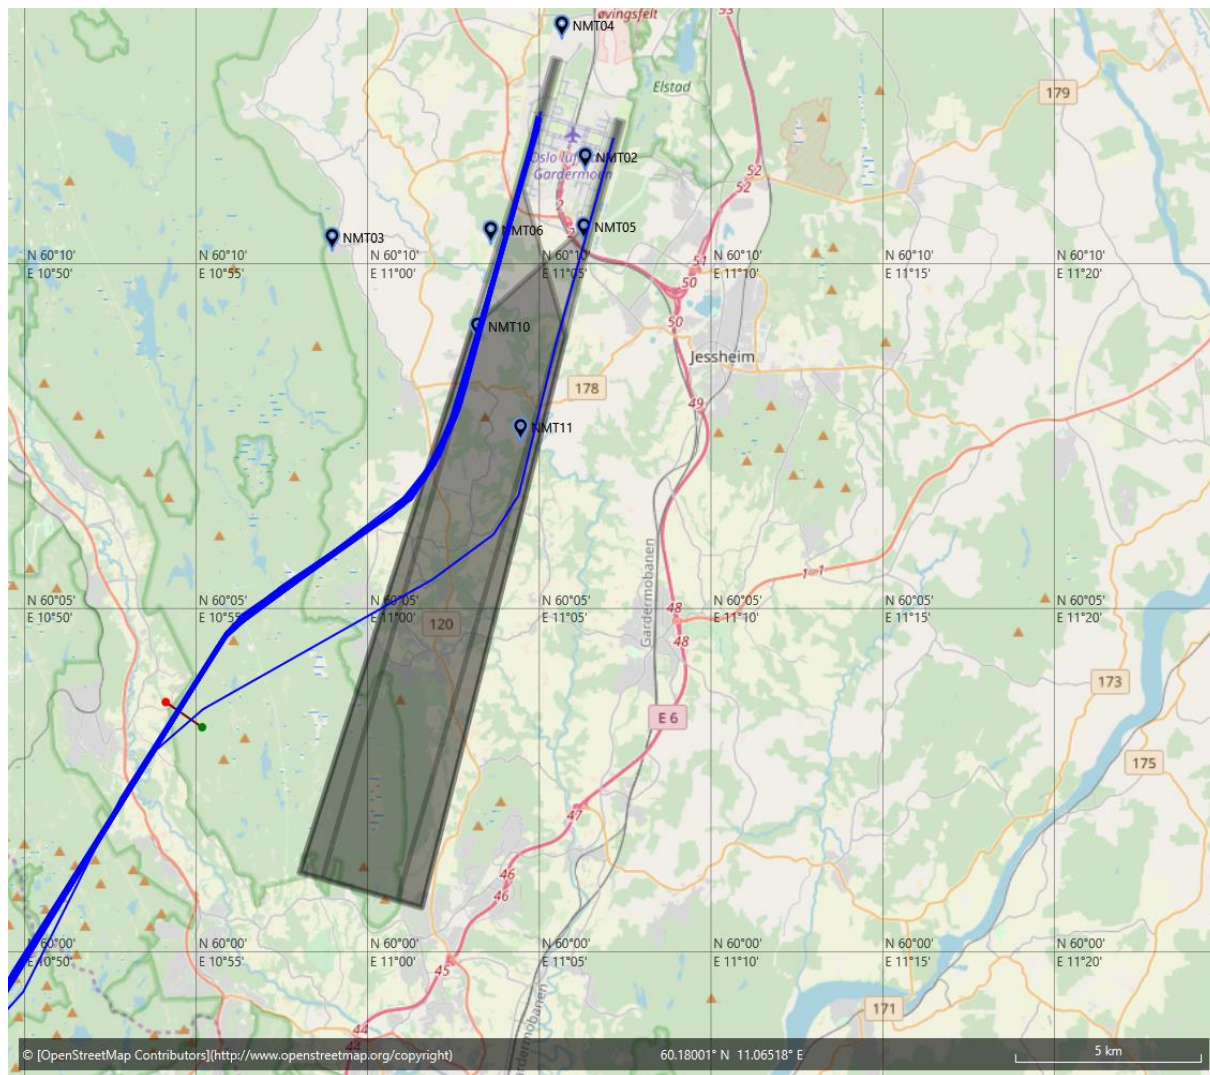 øvingsfelt
53
NMT04
179
Elstad
Oslo lufthavn
Gardermoen
NMT02
52
52
2
NMT03
NMT06
NMT05
2
51
N 60°10'
E 10°50'
N 60°10'
E 10°55'
N 60°10'
E 11°00'
N 60°10'
E 11°05'
N 60°10'
E 11°10'
N 60°10'
E 11°15'
N 60°10'
E 11°20'
50
50
NMT10
Jessheim
178
49
NMT11
Gardermobanen
1 1
N 60°05'
E 10°50'
N 60°05'
E 10°55'
N 60°05'
E 11°00'
N 60°05'
E 11°05'
N 60°05'
E 11°10'
N 60°05'
E 11°15'
N 60°05'
E 11°20'
48
120
48
173
E 6
175
47
46
46
N 60°00'
E 10°50'
N 60°00'
E 10°55'
N 60°00'
E 11°00'
N 60°00'
E 11°05'
N 60°00'
E 11°10'
N 60°00'
E 11°15'
N 60°00'
E 11°20'
45
171
44
rdermobanen
© [OpenStreetMap Contributors](http://www.openstreetmap.org/copyright)
60.18001° N 11.06518° E
5 km